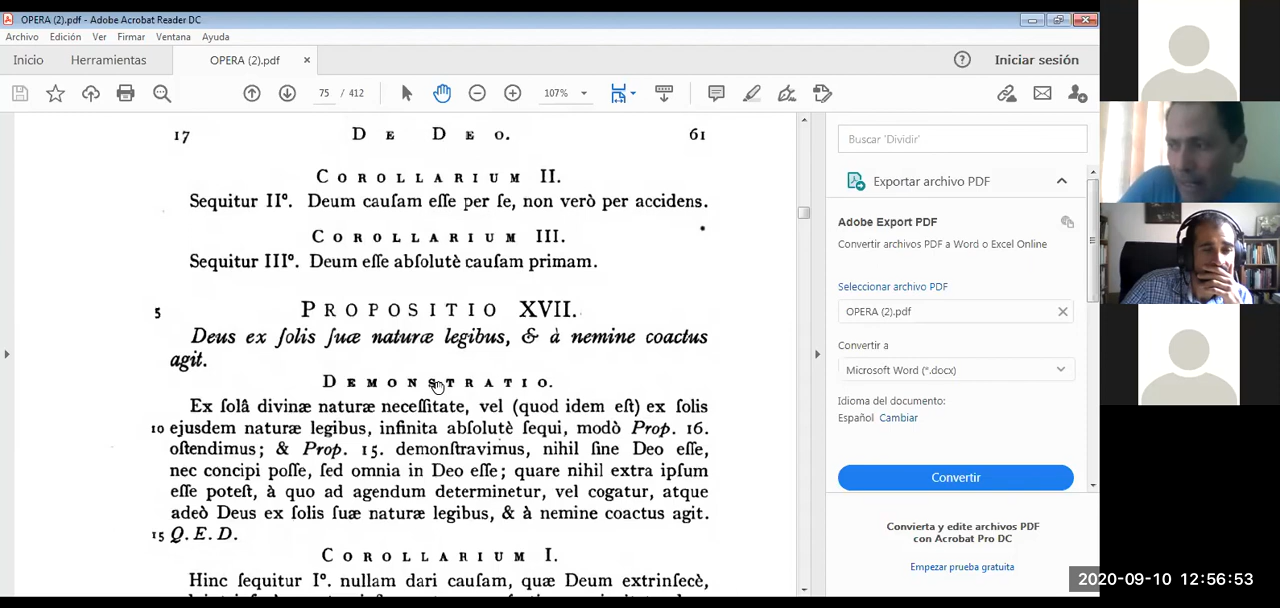 OPERA (2).pdf - Adobe Acrobat Reader DC
Archivo Edición Ver Firmar Ventana Ayuda
Inicio Herramientas OPERA (2).pdf × Iniciar sesión
75 / 412 107%
17 DE DEO. 61
COROLLARIUM II.
Sequitur IIº. Deum cauſam eſſe per ſe, non verò per accidens.
COROLLARIUM III.
Sequitur IIIº. Deum eſſe abſolutè cauſam primam.
5 PROPOSITIO XVII.
Deus ex ſolis ſuæ naturæ legibus, & à nemine coactus
agit.
DEMONSTRATIO.
Ex ſolâ divinæ naturæ neceſſitate, vel (quod idem eſt) ex ſolis
10 ejusdem naturæ legibus, infinita abſolutè ſequi, modò Prop. 16.
oſtendimus; & Prop. 15. demonſtravimus, nihil ſine Deo eſſe,
nec concipi poſſe, ſed omnia in Deo eſſe; quare nihil extra ipſum
eſſe poteſt, à quo ad agendum determinetur, vel cogatur, atque
adeò Deus ex ſolis ſuæ naturæ legibus, & à nemine coactus agit.
15 Q. E. D.
COROLLARIUM I.
Hinc ſequitur Iº. nullam dari cauſam, quæ Deum extrinſecè,
Buscar 'Dividir'
Exportar archivo PDF
Adobe Export PDF
Convertir archivos PDF a Word o Excel Online
Seleccionar archivo PDF
OPERA (2).pdf
Convertir a
Microsoft Word (*.docx)
Idioma del documento:
Español Cambiar
Convertir
Convierta y edite archivos PDF
con Acrobat Pro DC
Empezar prueba gratuita
2020-09-10 12:56:53